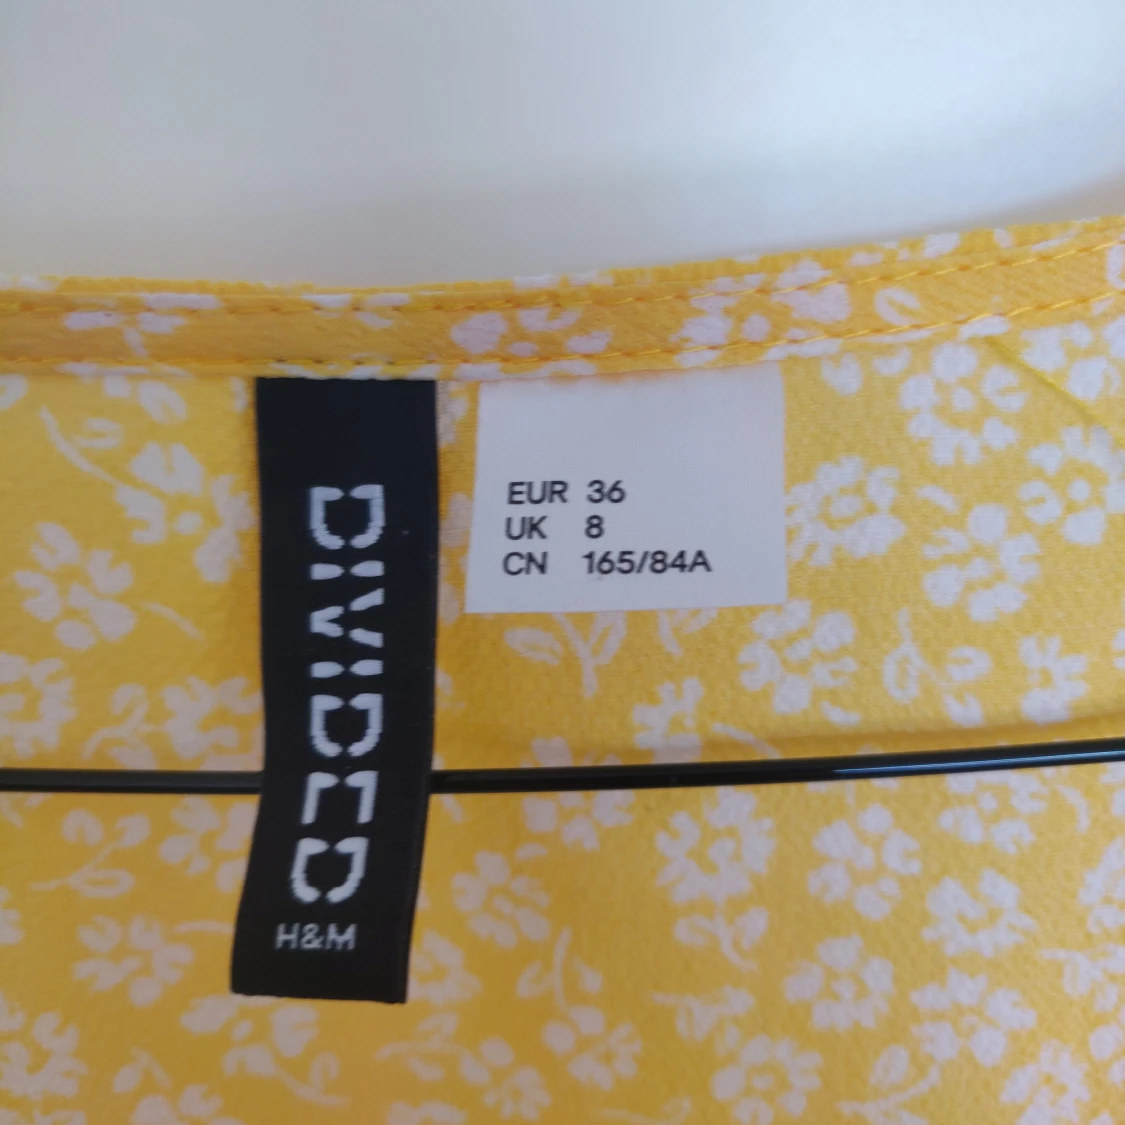 DIVIDED
H&M
EUR 36
UK 8
CN 165/84A